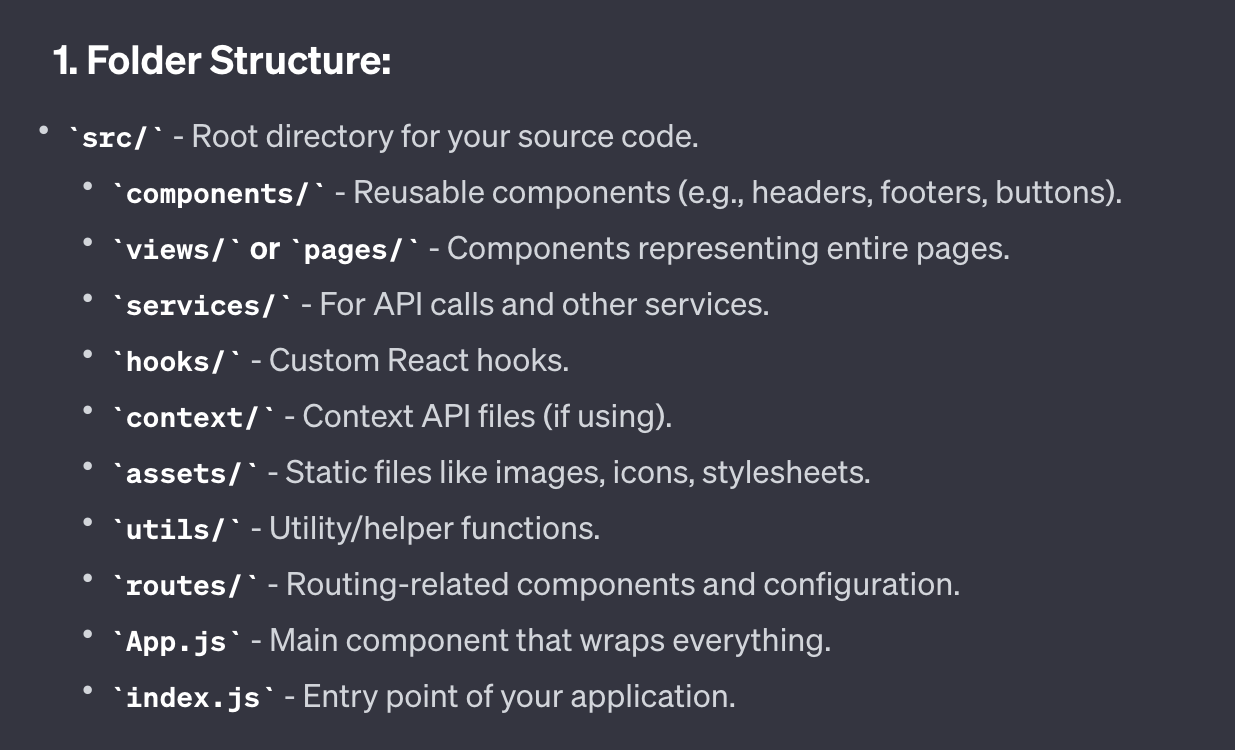 1. Folder Structure:
• `src/` - Root directory for your source code.
• `components/` - Reusable components (e.g., headers, footers, buttons).
• `views/` or `pages/` - Components representing entire pages.
• `services/` - For API calls and other services.
• `hooks/` - Custom React hooks.
• `context/` - Context API files (if using).
• `assets/` - Static files like images, icons, stylesheets.
• `utils/` - Utility/helper functions.
• `routes/` - Routing-related components and configuration.
• `App.js` - Main component that wraps everything.
• `index.js` - Entry point of your application.